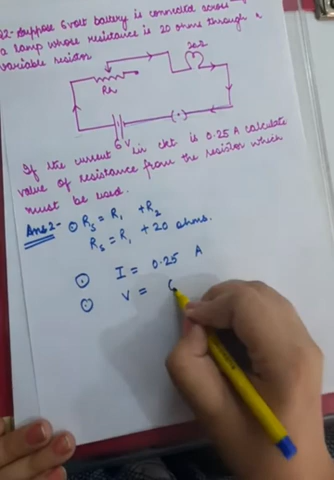 Q2- Suppose 6 volt battery is connected across
a lamp whose resistance is 20 ohms through a
variable resistor
20Ω
Rh
6 V
If the current in ckt. is 0.25 A calculate
value of resistance from the resistor which
must be used.
Ans2- ① Rs = R1 + R2
Rs = R1 + 20 ohms.
I = 0.25 A
V =